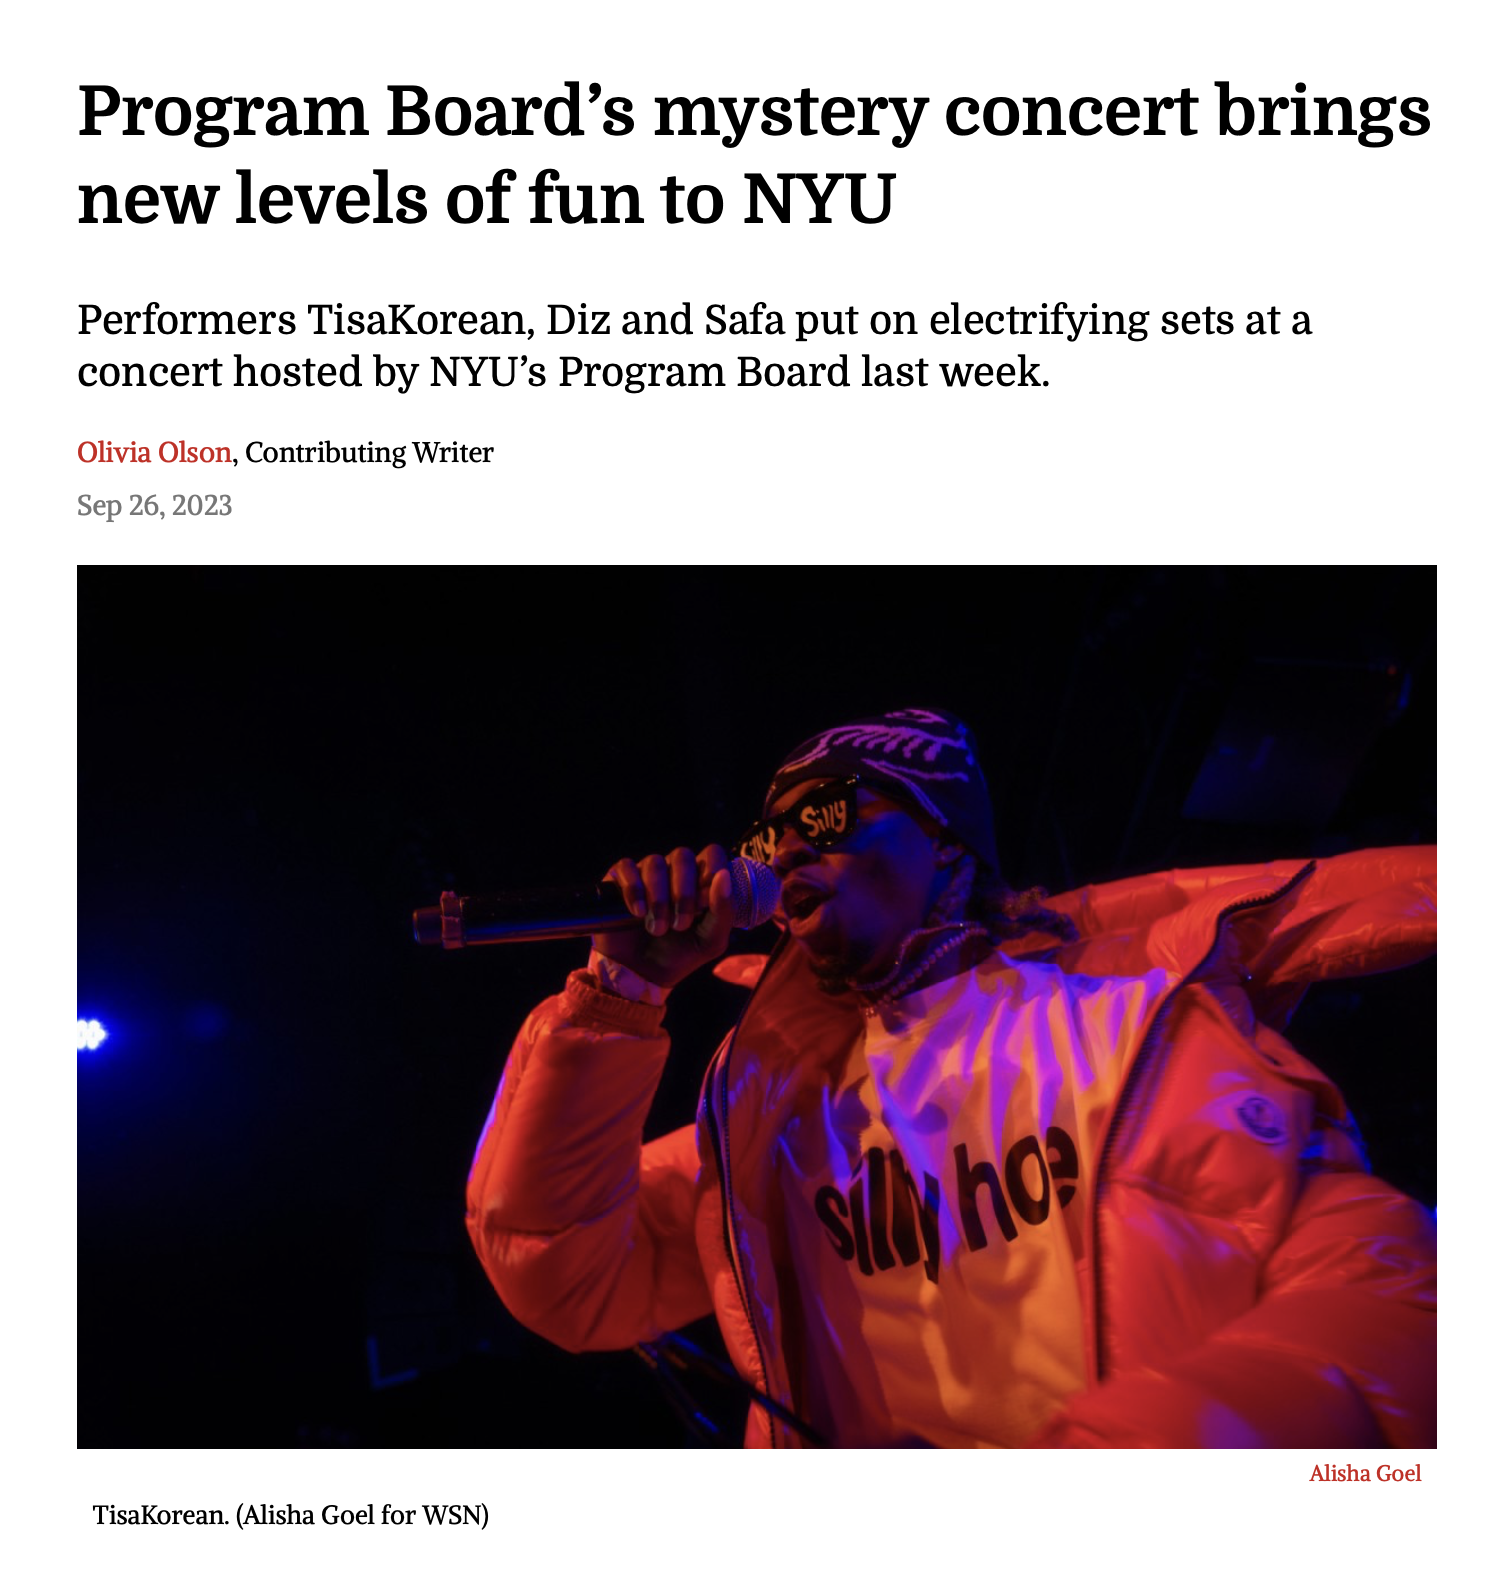 Program Board’s mystery concert brings
new levels of fun to NYU
Performers TisaKorean, Diz and Safa put on electrifying sets at a
concert hosted by NYU’s Program Board last week.
Olivia Olson, Contributing Writer
Sep 26, 2023
Silly
Silly
silly hoe
Alisha Goel
TisaKorean. (Alisha Goel for WSN)